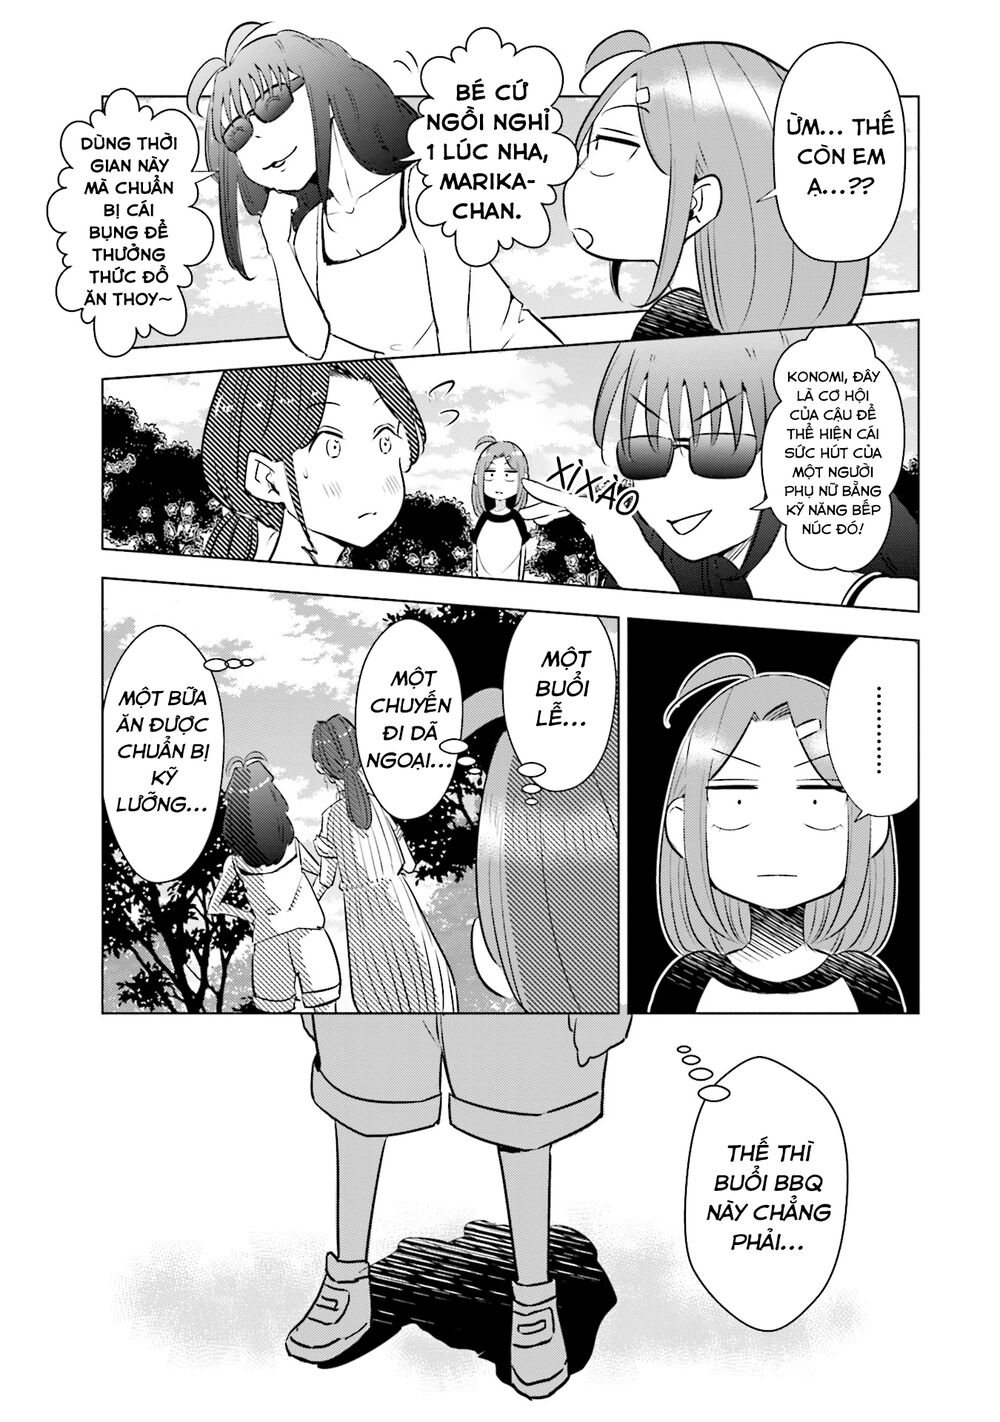 ỪM... THẾ
CÒN EM
Ạ...??
BÉ CỨ
NGỒI NGHỈ
1 LÚC NHA,
MARIKA-
CHAN.
DÙNG THỜI
GIAN NÀY
MÀ CHUẨN
BỊ CÁI
BỤNG ĐỂ
THƯỞNG
THỨC ĐỒ
ĂN THOY~
KONOMI, ĐÂY
LÀ CƠ HỘI
CỦA CẬU ĐỂ
THỂ HIỆN CÁI
SỨC HÚT CỦA
MỘT NGƯỜI
PHỤ NỮ BẰNG
KỸ NĂNG BẾP
NÚC ĐÓ!
XỈ XÀO
.........
MỘT
BUỔI
LỄ...
MỘT
CHUYẾN
ĐI DÃ
NGOẠI...
MỘT BỮA
ĂN ĐƯỢC
CHUẨN BỊ
KỸ
LƯỠNG...
THẾ THÌ
BUỔI BBQ
NÀY CHẲNG
PHẢI...